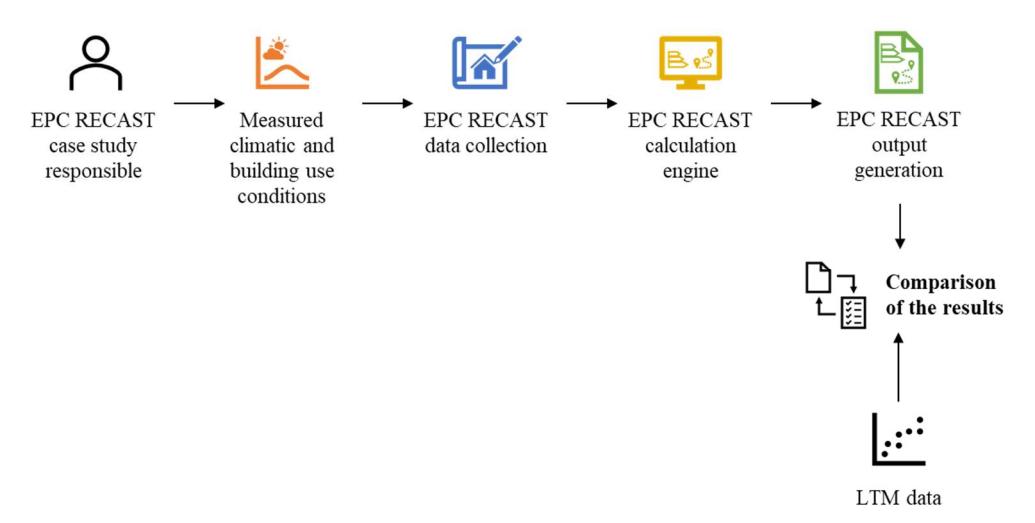 EPC RECAST
case study
responsible
Measured
climatic and
building use
conditions
EPC RECAST
data collection
EPC RECAST
calculation
engine
EPC RECAST
output
generation
Comparison
of the results
LTM data